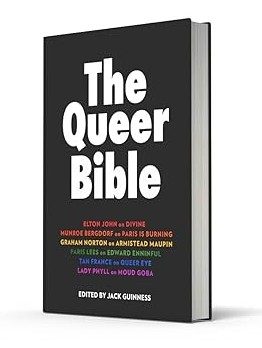 The
Queer
Bible
ELTON JOHN on DIVINE
MUNROE BERGDORF on PARIS IS BURNING
GRAHAM NORTON on ARMISTEAD MAUPIN
PARIS LEES on EDWARD ENNINFUL
TAN FRANCE on QUEER EYE
LADY PHYLL on MOUD GOBA
EDITED BY JACK GUINNESS